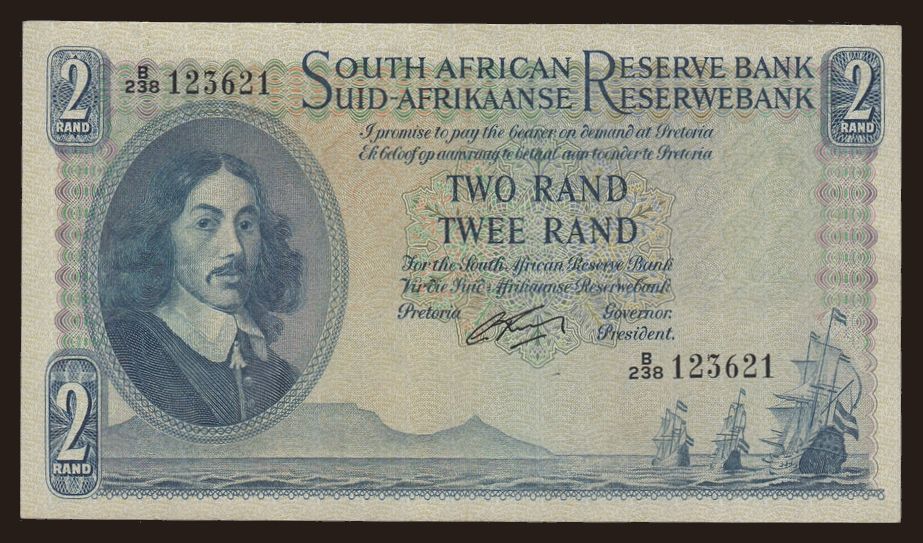 2
RAND
B/238 123621
SOUTH AFRICAN RESERVE BANK
SUID-AFRIKAANSE RESERWEBANK
2
RAND
I promise to pay the bearer on demand at Pretoria
Ek beloof op aanvraag te betaal aan toonder te Pretoria
TWO RAND
TWEE RAND
For the South African Reserve Bank
Vir die Suid-Afrikaanse Reserwebank
Pretoria
Governor.
President.
B/238 123621
2
RAND